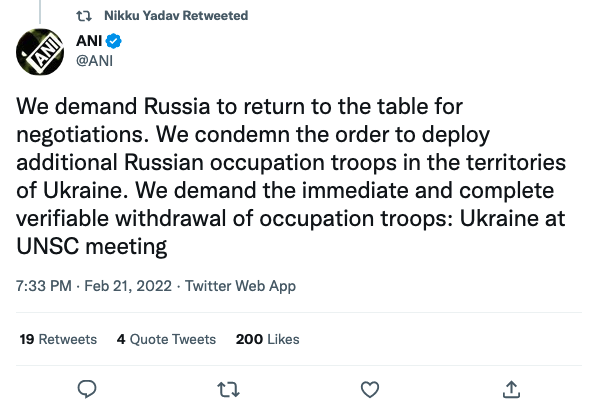 Nikku Yadav Retweeted
ANI
ANI
@ANI
We demand Russia to return to the table for
negotiations. We condemn the order to deploy
additional Russian occupation troops in the territories
of Ukraine. We demand the immediate and complete
verifiable withdrawal of occupation troops: Ukraine at
UNSC meeting
7:33 PM · Feb 21, 2022 · Twitter Web App
19 Retweets 4 Quote Tweets 200 Likes